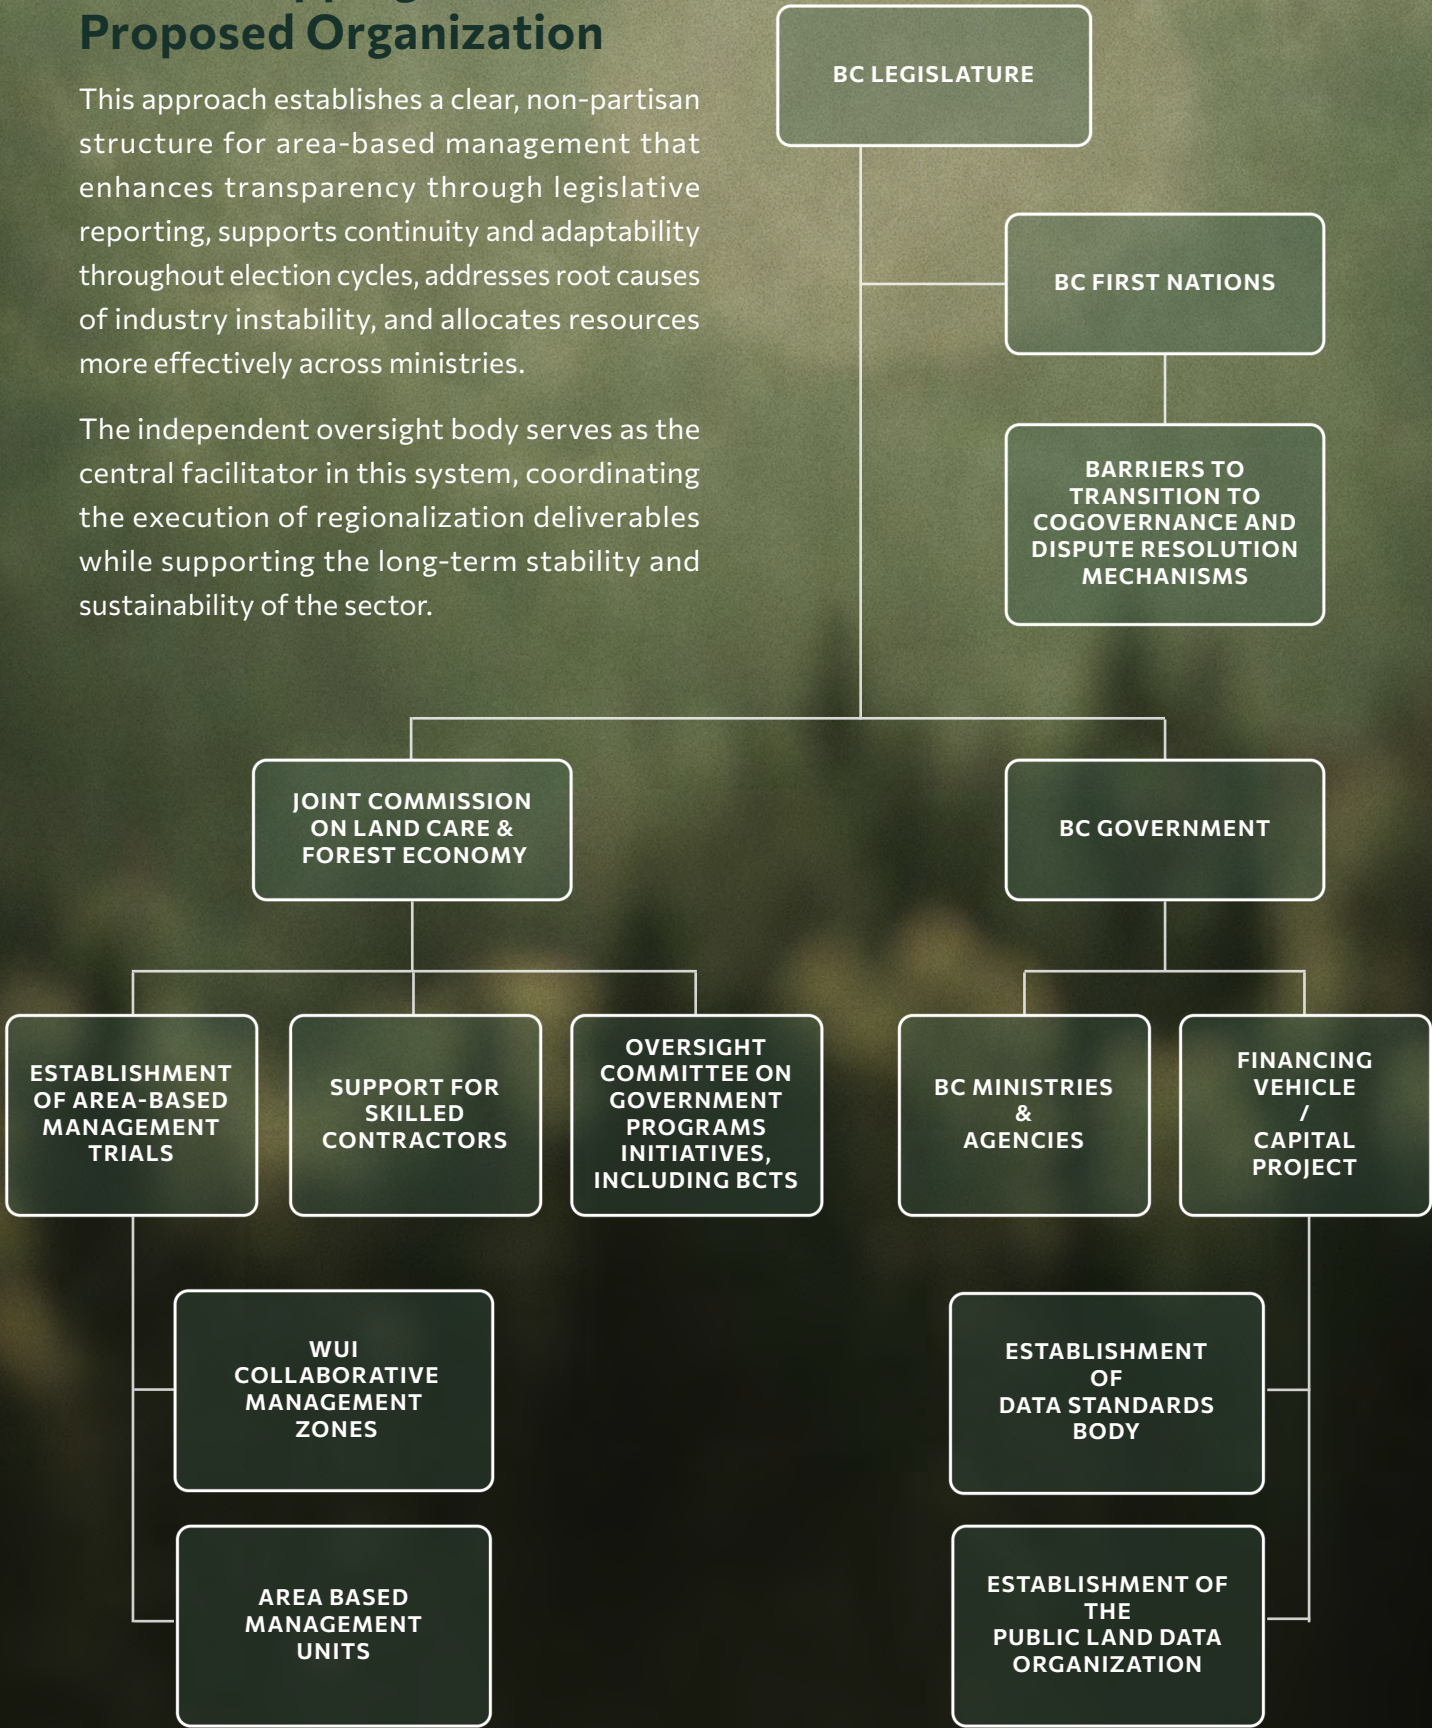 Proposed Organization
This approach establishes a clear, non-partisan
structure for area-based management that
enhances transparency through legislative
reporting, supports continuity and adaptability
throughout election cycles, addresses root causes
of industry instability, and allocates resources
more effectively across ministries.
The independent oversight body serves as the
central facilitator in this system, coordinating
the execution of regionalization deliverables
while supporting the long-term stability and
sustainability of the sector.
BC LEGISLATURE
BC FIRST NATIONS
BARRIERS TO
TRANSITION TO
COGOVERNANCE AND
DISPUTE RESOLUTION
MECHANISMS
JOINT COMMISSION
ON LAND CARE &
FOREST ECONOMY
BC GOVERNMENT
ESTABLISHMENT
OF AREA-BASED
MANAGEMENT
TRIALS
SUPPORT FOR
SKILLED
CONTRACTORS
OVERSIGHT
COMMITTEE ON
GOVERNMENT
PROGRAMS
INITIATIVES,
INCLUDING BCTS
BC MINISTRIES
&
AGENCIES
FINANCING
VEHICLE
/
CAPITAL
PROJECT
WUI
COLLABORATIVE
MANAGEMENT
ZONES
ESTABLISHMENT
OF
DATA STANDARDS
BODY
AREA BASED
MANAGEMENT
UNITS
ESTABLISHMENT OF
THE
PUBLIC LAND DATA
ORGANIZATION